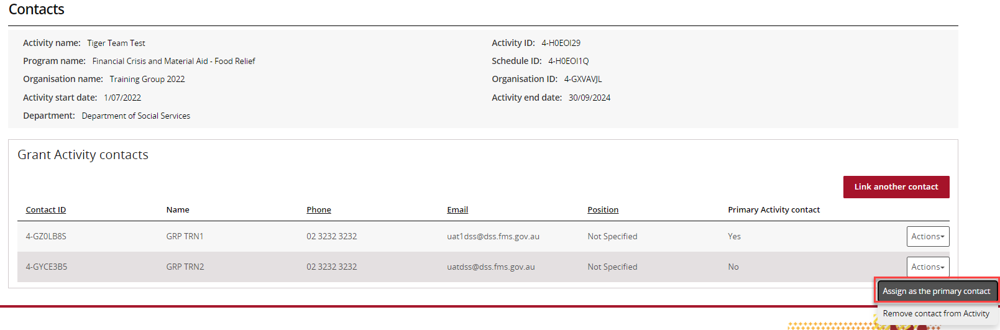 Contacts
Activity name: Tiger Team Test Activity ID: 4-H0EOI29
Program name: Financial Crisis and Material Aid - Food Relief Schedule ID: 4-H0EOI1Q
Organisation name: Training Group 2022 Organisation ID: 4-GXVAVJL
Activity start date: 1/07/2022 Activity end date: 30/09/2024
Department: Department of Social Services
Grant Activity contacts
Link another contact
Contact ID Name Phone Email Position Primary Activity contact
4-GZ0LB8S GRP TRN1 02 3232 3232 uat1dss@dss.fms.gov.au Not Specified Yes Actions
4-GYCE3B5 GRP TRN2 02 3232 3232 uatdss@dss.fms.gov.au Not Specified No Actions
Assign as the primary contact
Remove contact from Activity